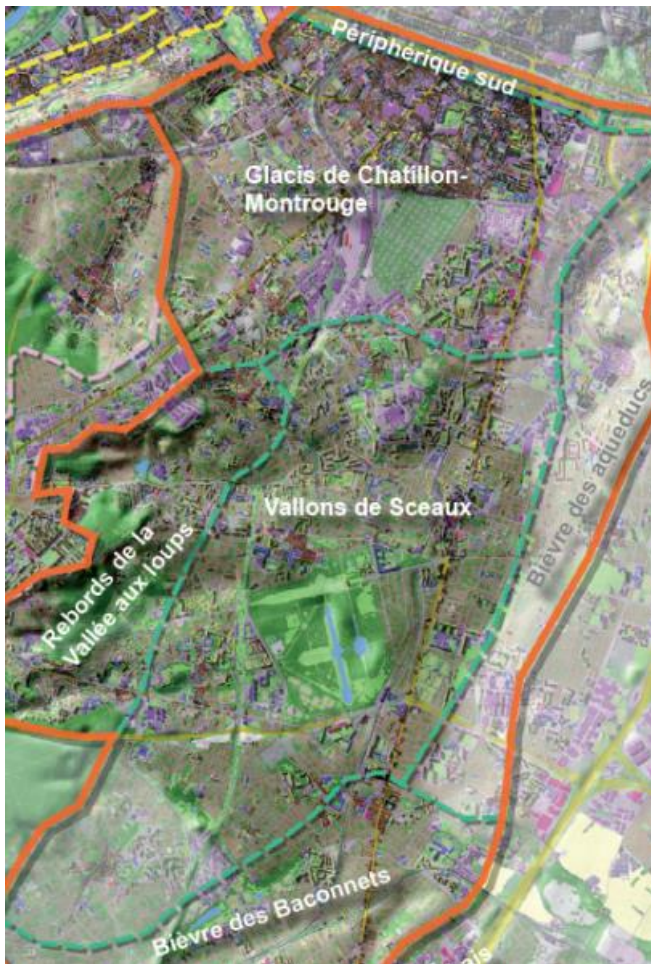 Périphérique sud
Glacis de Chatillon-
Montrouge
Bièvre des aqueducs
Vallons de Sceaux
Rebords de la
Vallée aux loups
Bièvre des Baconnets